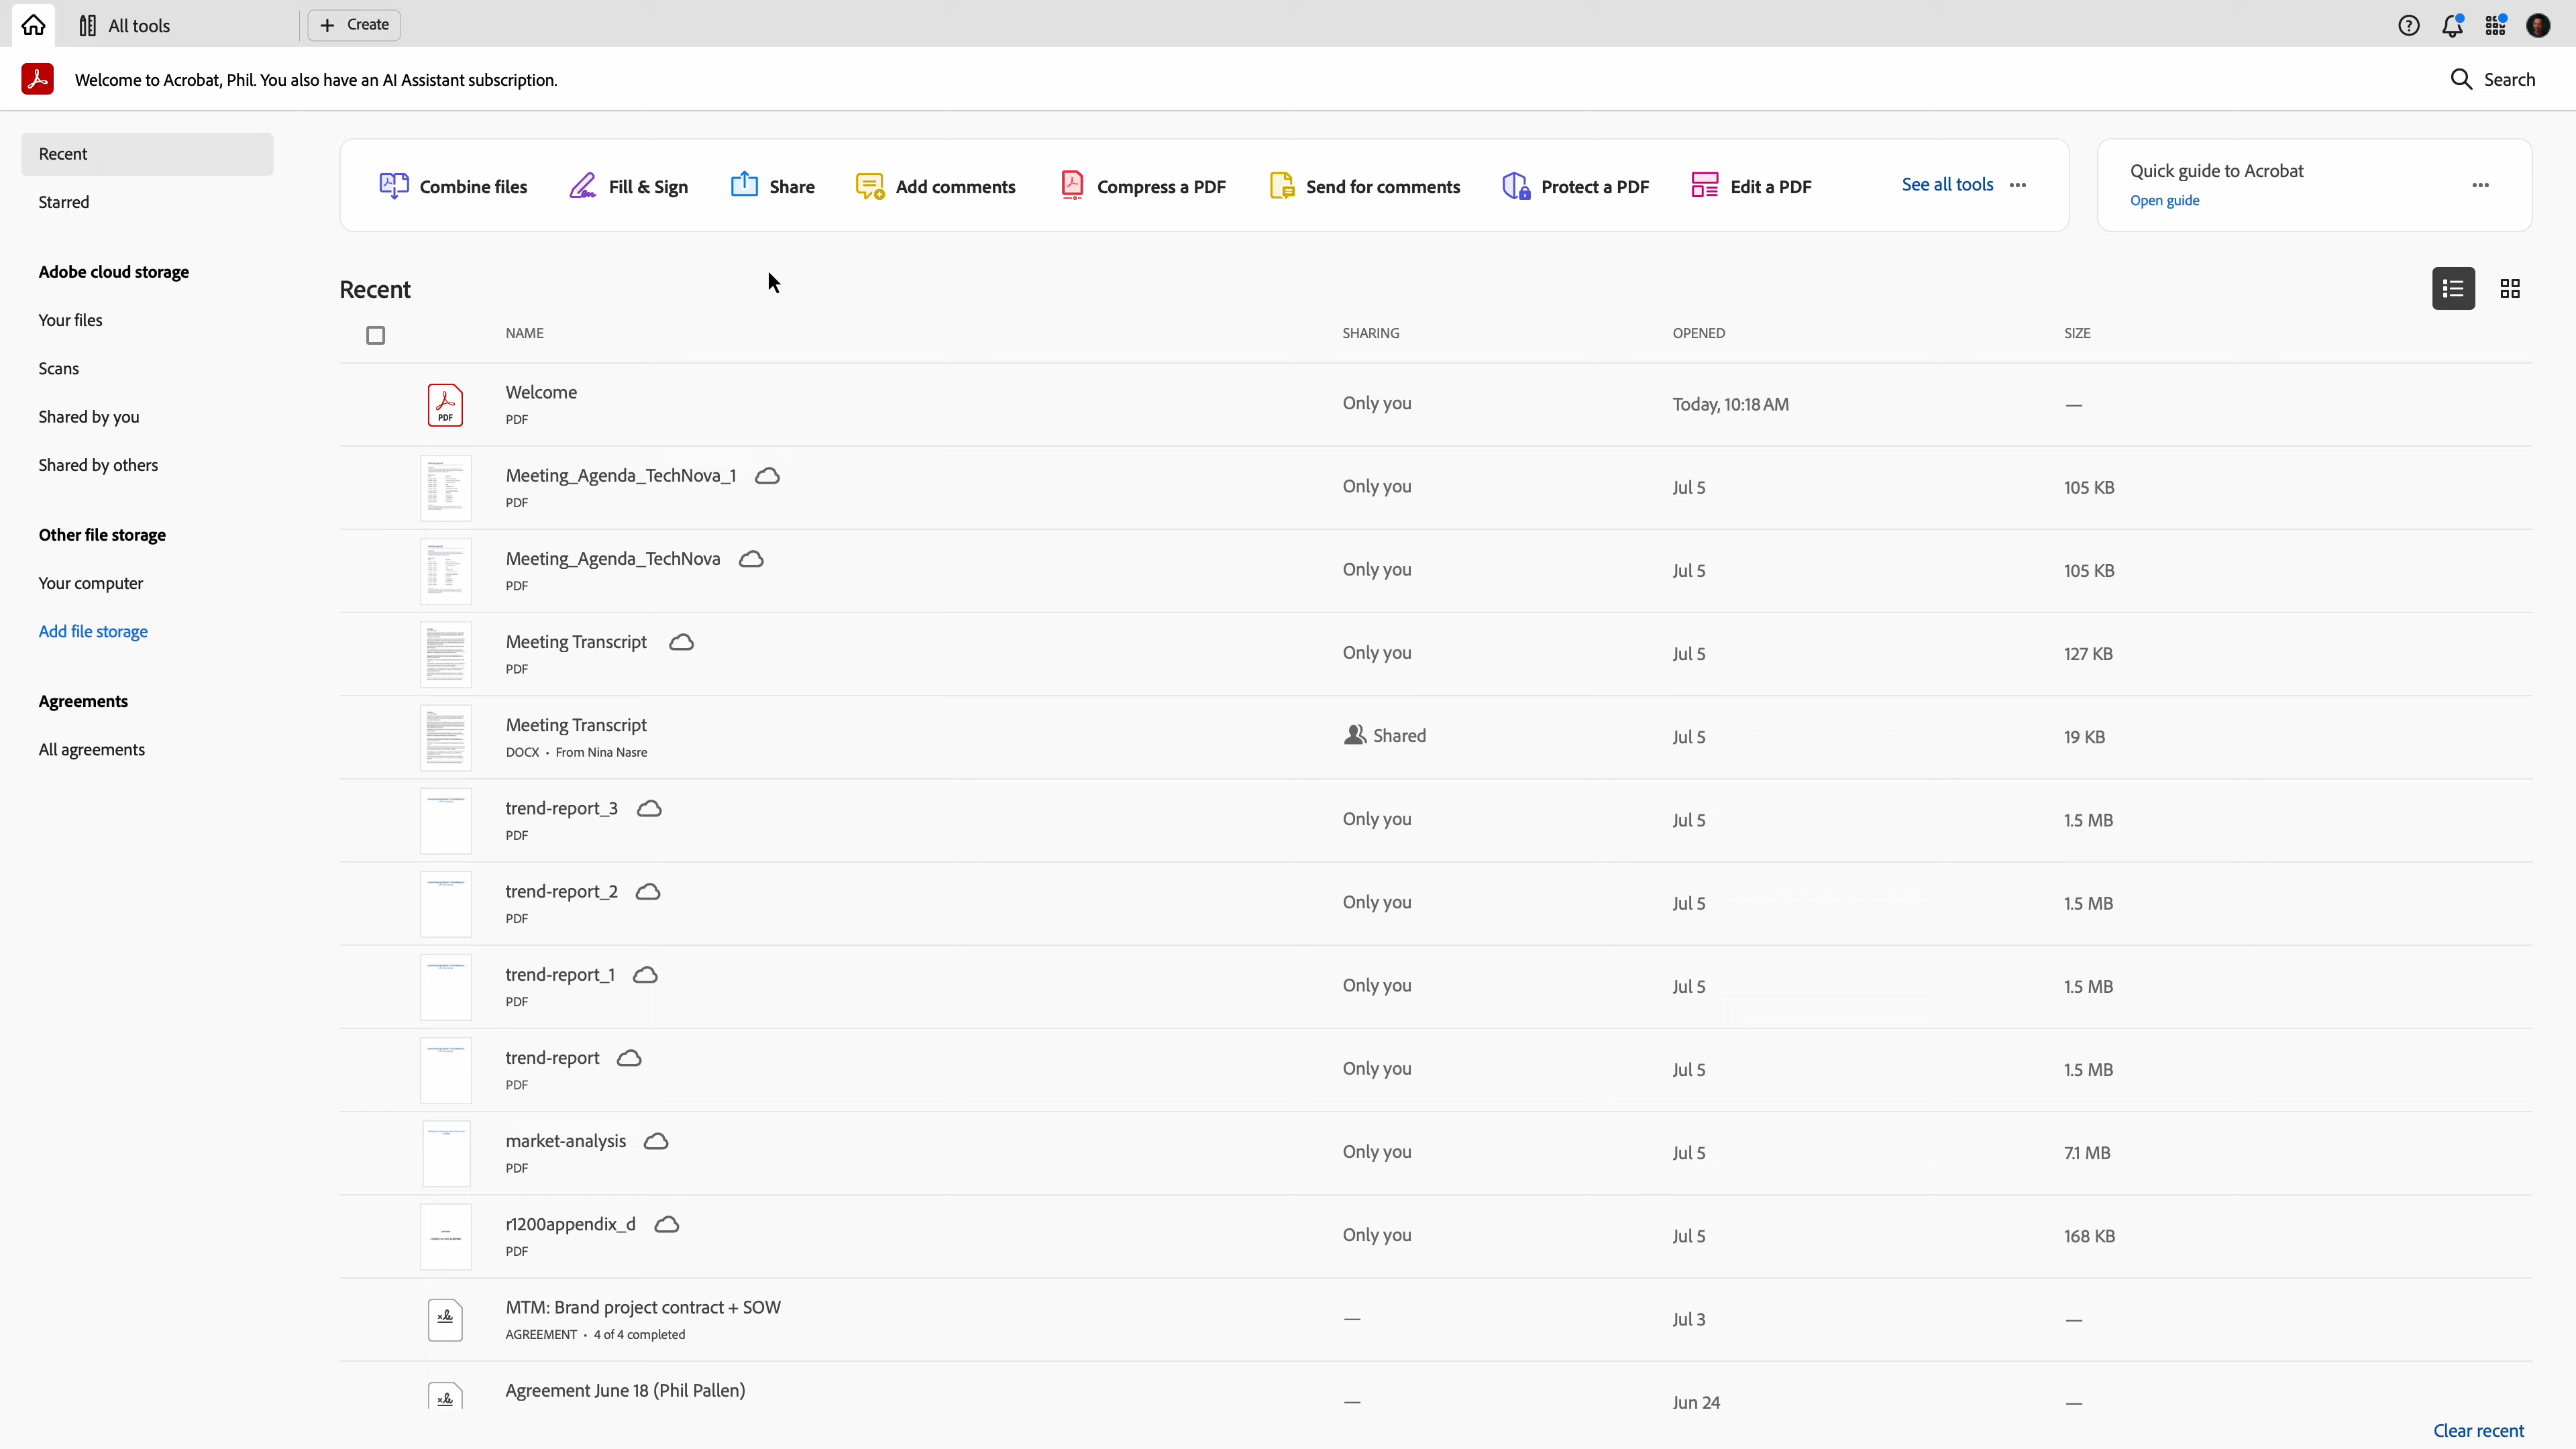 All tools
Create
Welcome to Acrobat, Phil. You also have an AI Assistant subscription.
Search
Recent
Starred
Adobe cloud storage
Your files
Scans
Shared by you
Shared by others
Other file storage
Your computer
Add file storage
Agreements
All agreements
Combine files
Fill & Sign
Share
Add comments
Compress a PDF
Send for comments
Protect a PDF
Edit a PDF
See all tools
Quick guide to Acrobat
Open guide
Recent
NAME SHARING OPENED SIZE
Welcome
PDF
Only you Today, 10:18 AM —
Meeting_Agenda_TechNova_1
PDF
Only you Jul 5 105 KB
Meeting_Agenda_TechNova
PDF
Only you Jul 5 105 KB
Meeting Transcript
PDF
Only you Jul 5 127 KB
Meeting Transcript
DOCX • From Nina Nasre
Shared Jul 5 19 KB
trend-report_3
PDF
Only you Jul 5 1.5 MB
trend-report_2
PDF
Only you Jul 5 1.5 MB
trend-report_1
PDF
Only you Jul 5 1.5 MB
trend-report
PDF
Only you Jul 5 1.5 MB
market-analysis
PDF
Only you Jul 5 7.1 MB
r1200appendix_d
PDF
Only you Jul 5 168 KB
MTM: Brand project contract + SOW
AGREEMENT • 4 of 4 completed
— Jul 3 —
Agreement June 18 (Phil Pallen)
— Jun 24 —
Clear recent